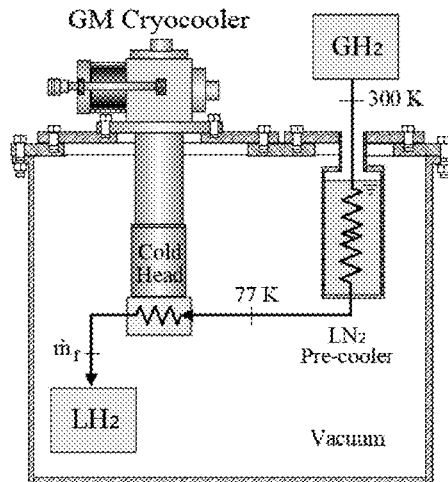 GM Cryocooler
GH₂
300 K
Cold
Head
77 K
LN₂
Pre-cooler
ṁf
LH₂
Vacuum